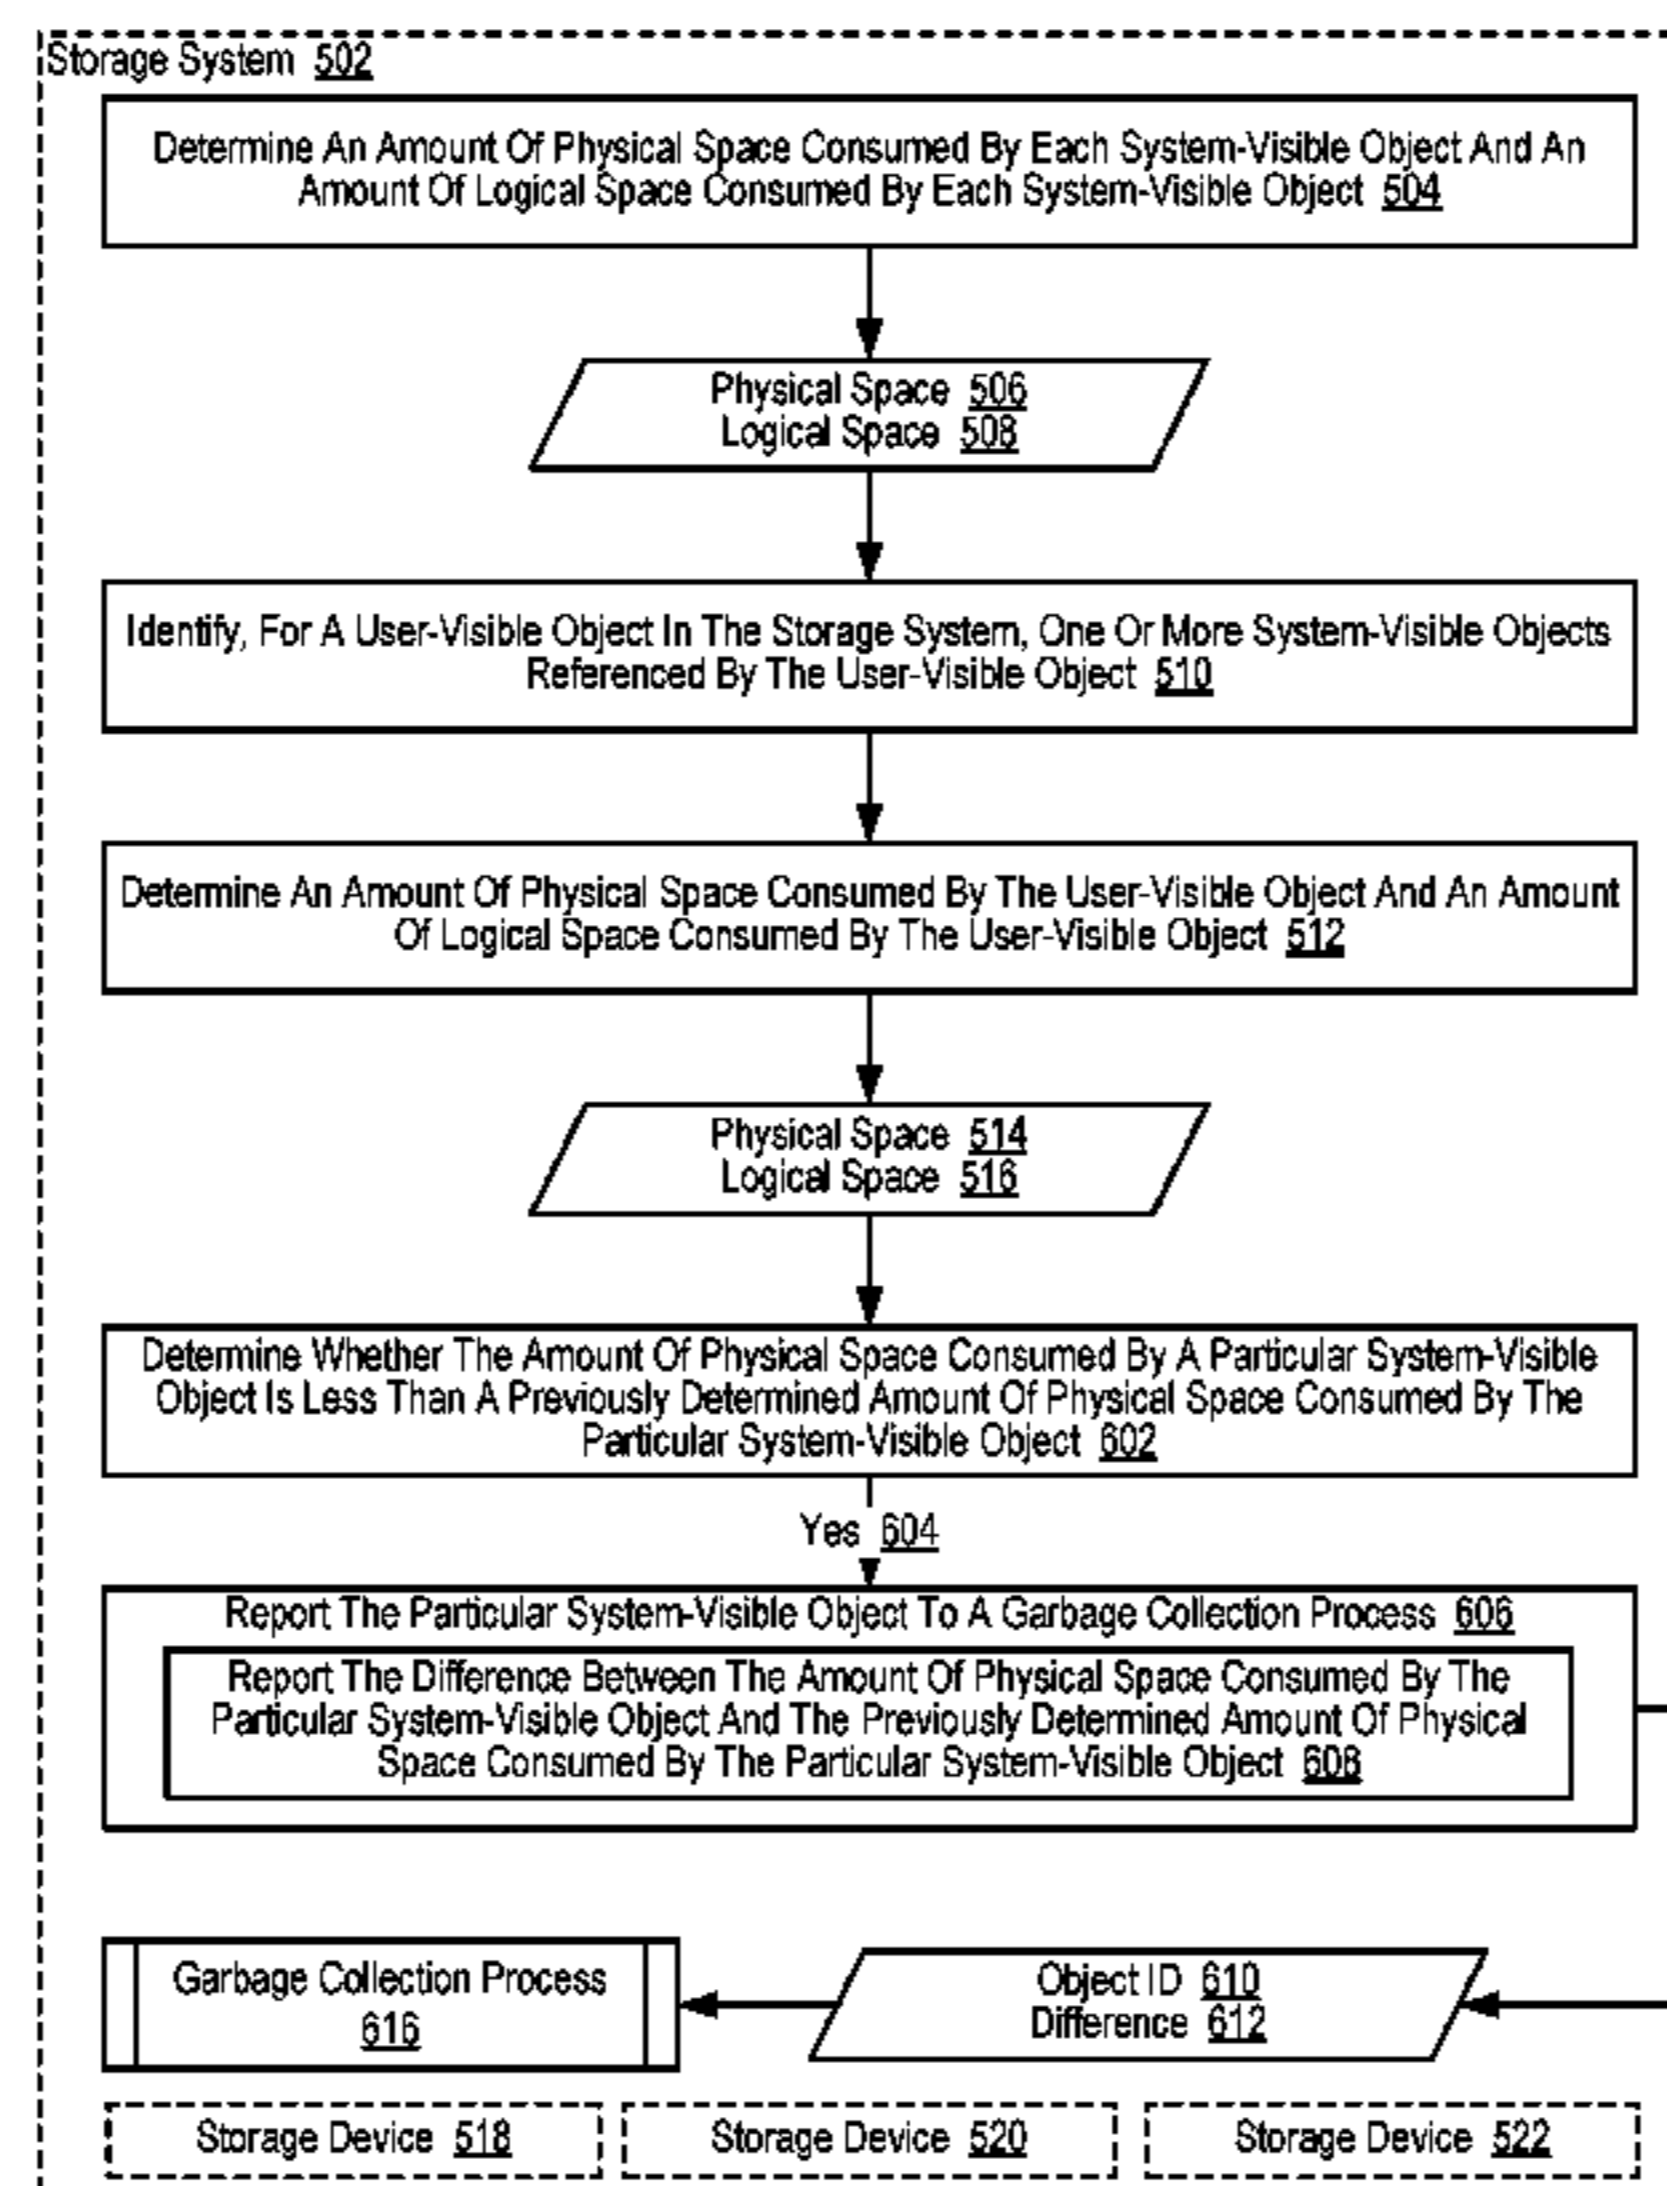 Storage System 502
Determine An Amount Of Physical Space Consumed By Each System-Visible Object And An
Amount Of Logical Space Consumed By Each System-Visible Object 504
Physical Space 506
Logical Space 508
Identify, For A User-Visible Object In The Storage System, One Or More System-Visible Objects
Referenced By The User-Visible Object 510
Determine An Amount Of Physical Space Consumed By The User-Visible Object And An Amount
Of Logical Space Consumed By The User-Visible Object 512
Physical Space 514
Logical Space 516
Determine Whether The Amount Of Physical Space Consumed By A Particular System-Visible
Object Is Less Than A Previously Determined Amount Of Physical Space Consumed By The
Particular System-Visible Object 602
Yes 604
Report The Particular System-Visible Object To A Garbage Collection Process 606
Report The Difference Between The Amount Of Physical Space Consumed By The
Particular System-Visible Object And The Previously Determined Amount Of Physical
Space Consumed By The Particular System-Visible Object 608
Garbage Collection Process
616
Object ID 610
Difference 612
Storage Device 518
Storage Device 520
Storage Device 522